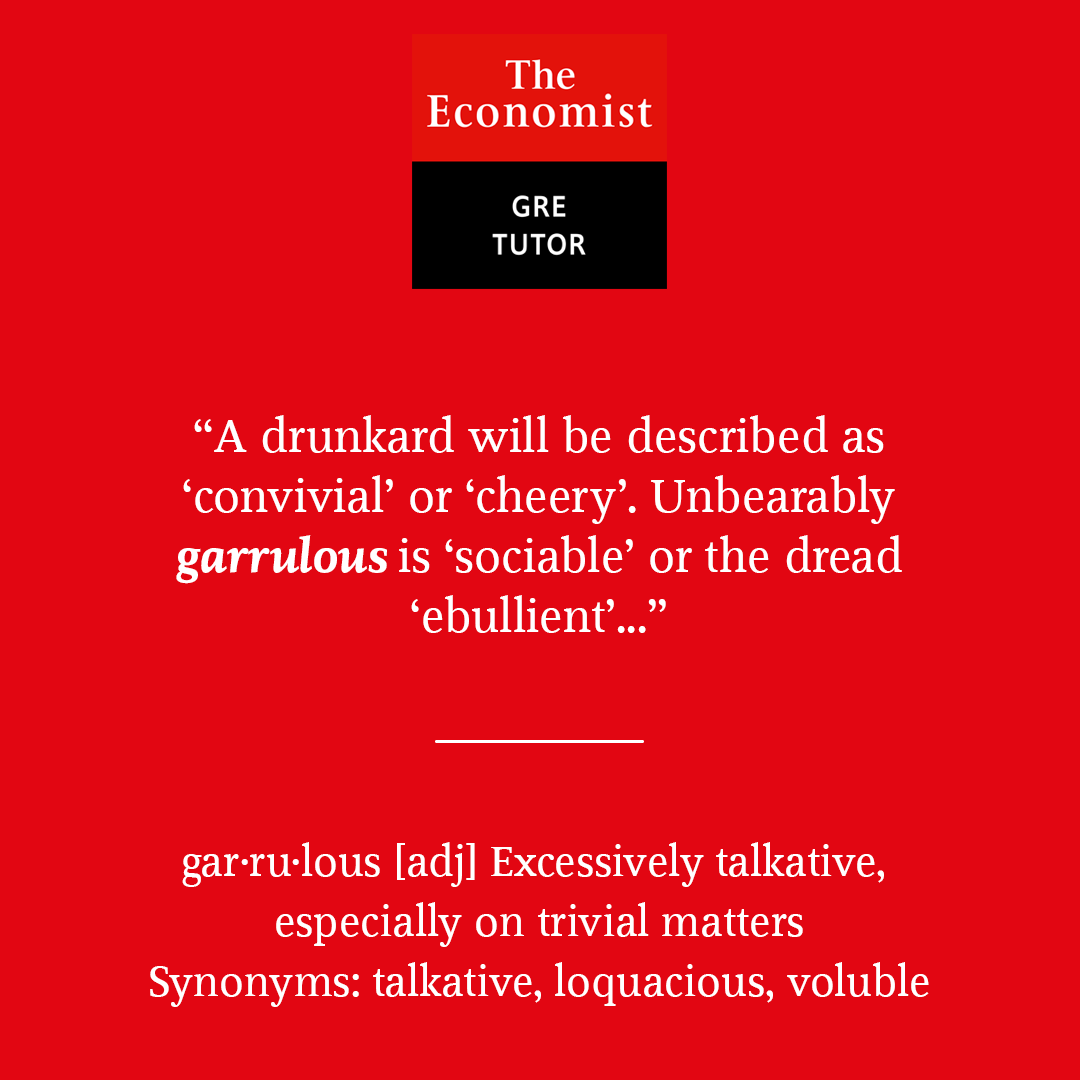 The
Economist
GRE
TUTOR
“A drunkard will be described as
‘convivial’ or ‘cheery’. Unbearably
garrulous is ‘sociable’ or the dread
‘ebullient’...”
gar·ru·lous [adj] Excessively talkative,
especially on trivial matters
Synonyms: talkative, loquacious, voluble